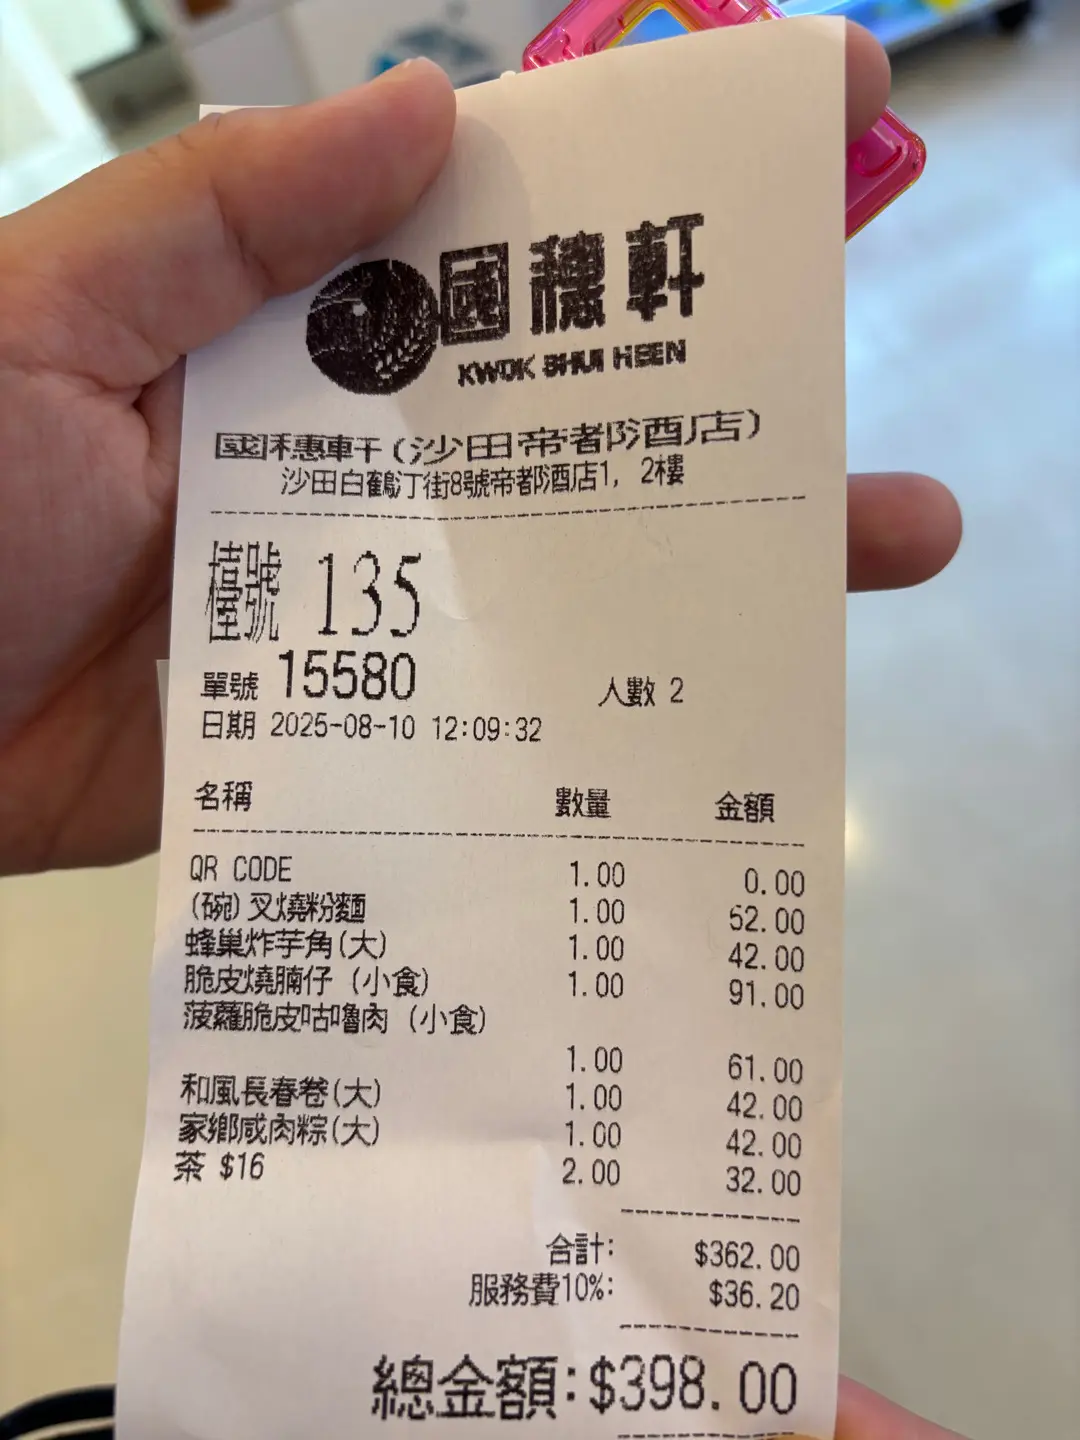 國穗軒
KWOK SHUI HEEN
國穗軒(沙田帝都酒店)
沙田白鶴汀街8號帝都酒店1, 2樓
檯號 135
單號 15580 人數 2
日期 2025-08-10 12:09:32
名稱 數量 金額
QR CODE 1.00 0.00
(碗)叉燒粉麵 1.00 52.00
蜂巢炸芋角(大) 1.00 42.00
脆皮燒腩仔 (小食) 1.00 91.00
菠蘿脆皮咕嚕肉 (小食)
1.00 61.00
和風長春卷(大) 1.00 42.00
家鄉咸肉粽(大) 1.00 42.00
茶 $16 2.00 32.00
合計: $362.00
服務費10%: $36.20
總金額:$398.00